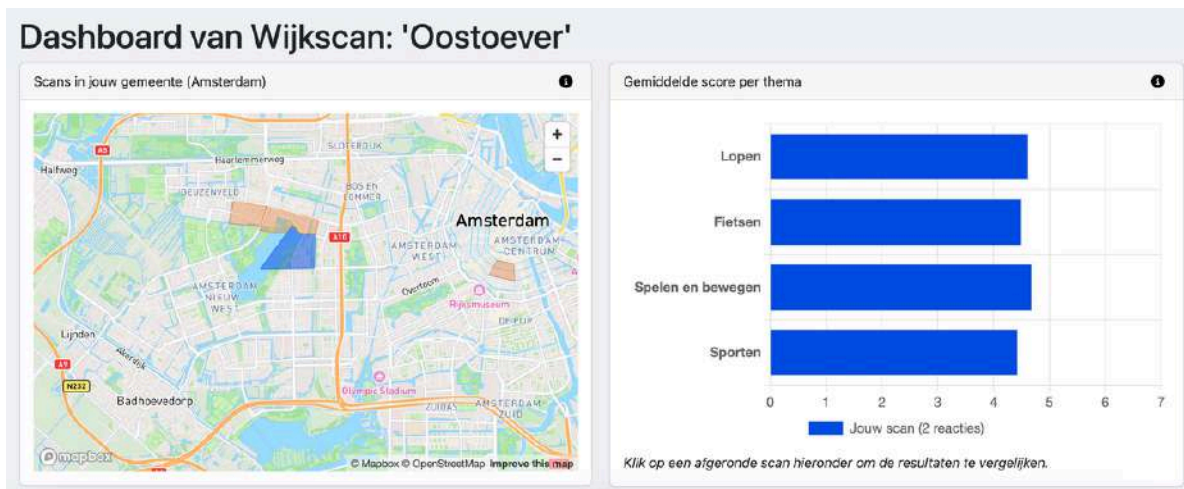 Dashboard van Wijkscan: 'Oostoever'
Scans in jouw gemeente (Amsterdam)
SLOTERDIJK
A5
Haarlemmerweg
Halfweg
GEUZENVELD
BOS EN
LOMMER
Amsterdam
A10
AMSTERDAM
WEST
AMSTERDAM-
CENTRUM
AMSTERDAM
NIEUW
WEST
Overtoom
Rijksmuseum
DE PIJP
Lijnden
Akerdijk
A9
N232
Olympic Stadium
Badhoevedorp
ZUIDAS
AMSTERDAM-
ZUID
mapbox
© Mapbox © OpenStreetMap Improve this map
Gemiddelde score per thema
Lopen
Fietsen
Spelen en bewegen
Sporten
0 1 2 3 4 5 6 7
Jouw scan (2 reacties)
Klik op een afgeronde scan hieronder om de resultaten te vergelijken.